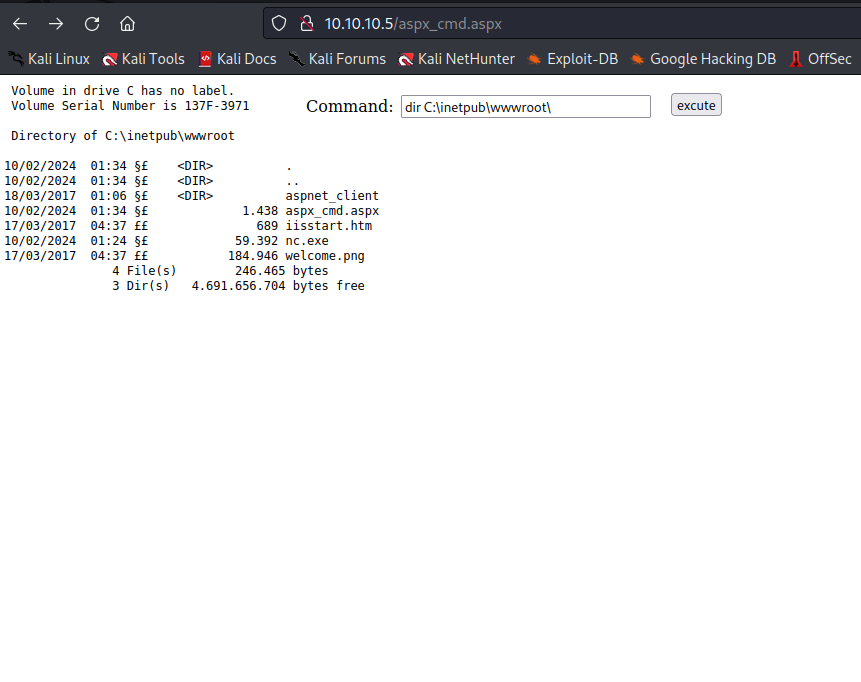 10.10.10.5/aspx_cmd.aspx
Kali Linux Kali Tools Kali Docs Kali Forums Kali NetHunter Exploit-DB Google Hacking DB OffSec
Volume in drive C has no label.
Volume Serial Number is 137F-3971
Command: dir C:\inetpub\wwwroot\ excute
Directory of C:\inetpub\wwwroot
10/02/2024 01:34 §£ <DIR> .
10/02/2024 01:34 §£ <DIR> ..
18/03/2017 01:06 §£ <DIR> aspnet_client
10/02/2024 01:34 §£ 1.438 aspx_cmd.aspx
17/03/2017 04:37 ££ 689 iisstart.htm
10/02/2024 01:24 §£ 59.392 nc.exe
17/03/2017 04:37 ££ 184.946 welcome.png
4 File(s) 246.465 bytes
3 Dir(s) 4.691.656.704 bytes free